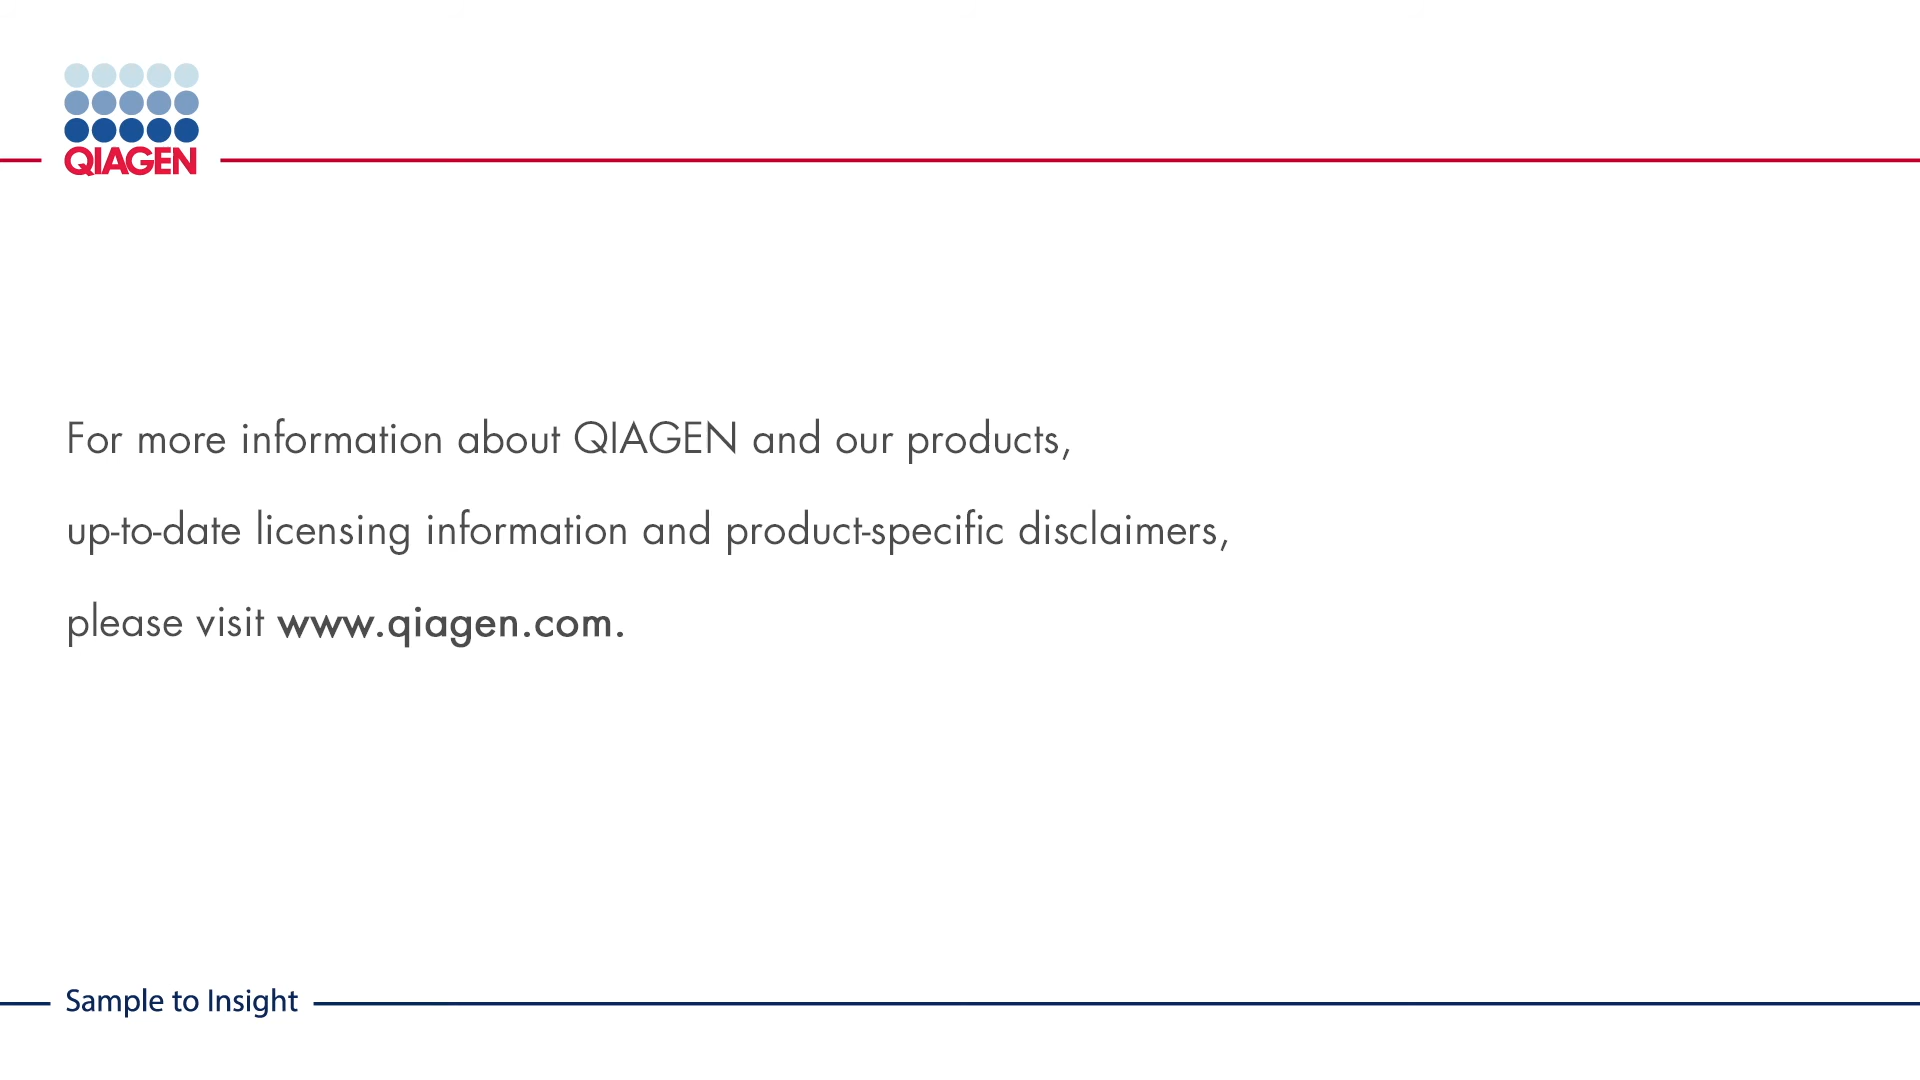 QIAGEN
For more information about QIAGEN and our products,
up-to-date licensing information and product-specific disclaimers,
please visit www.qiagen.com.
Sample to Insight